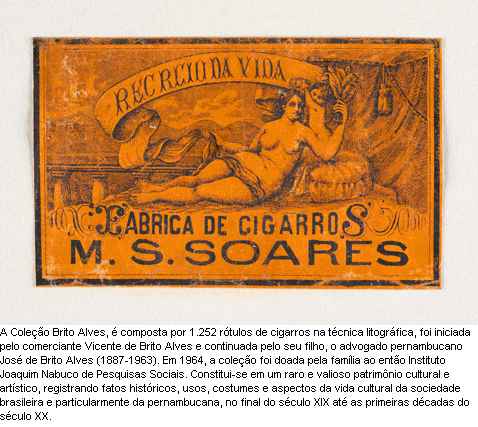 RECREIO DA VIDA
FABRICA DE CIGARROS
M. S. SOARES
A Coleção Brito Alves, é composta por 1.252 rótulos de cigarros na técnica litográfica, foi iniciada
pelo comerciante Vicente de Brito Alves e continuada pelo seu filho, o advogado pernambucano
José de Brito Alves (1887-1963). Em 1964, a coleção foi doada pela família ao então Instituto
Joaquim Nabuco de Pesquisas Sociais. Constitui-se em um raro e valioso patrimônio cultural e
artístico, registrando fatos históricos, usos, costumes e aspectos da vida cultural da sociedade
brasileira e particularmente da pernambucana, no final do século XIX até as primeiras décadas do
século XX.